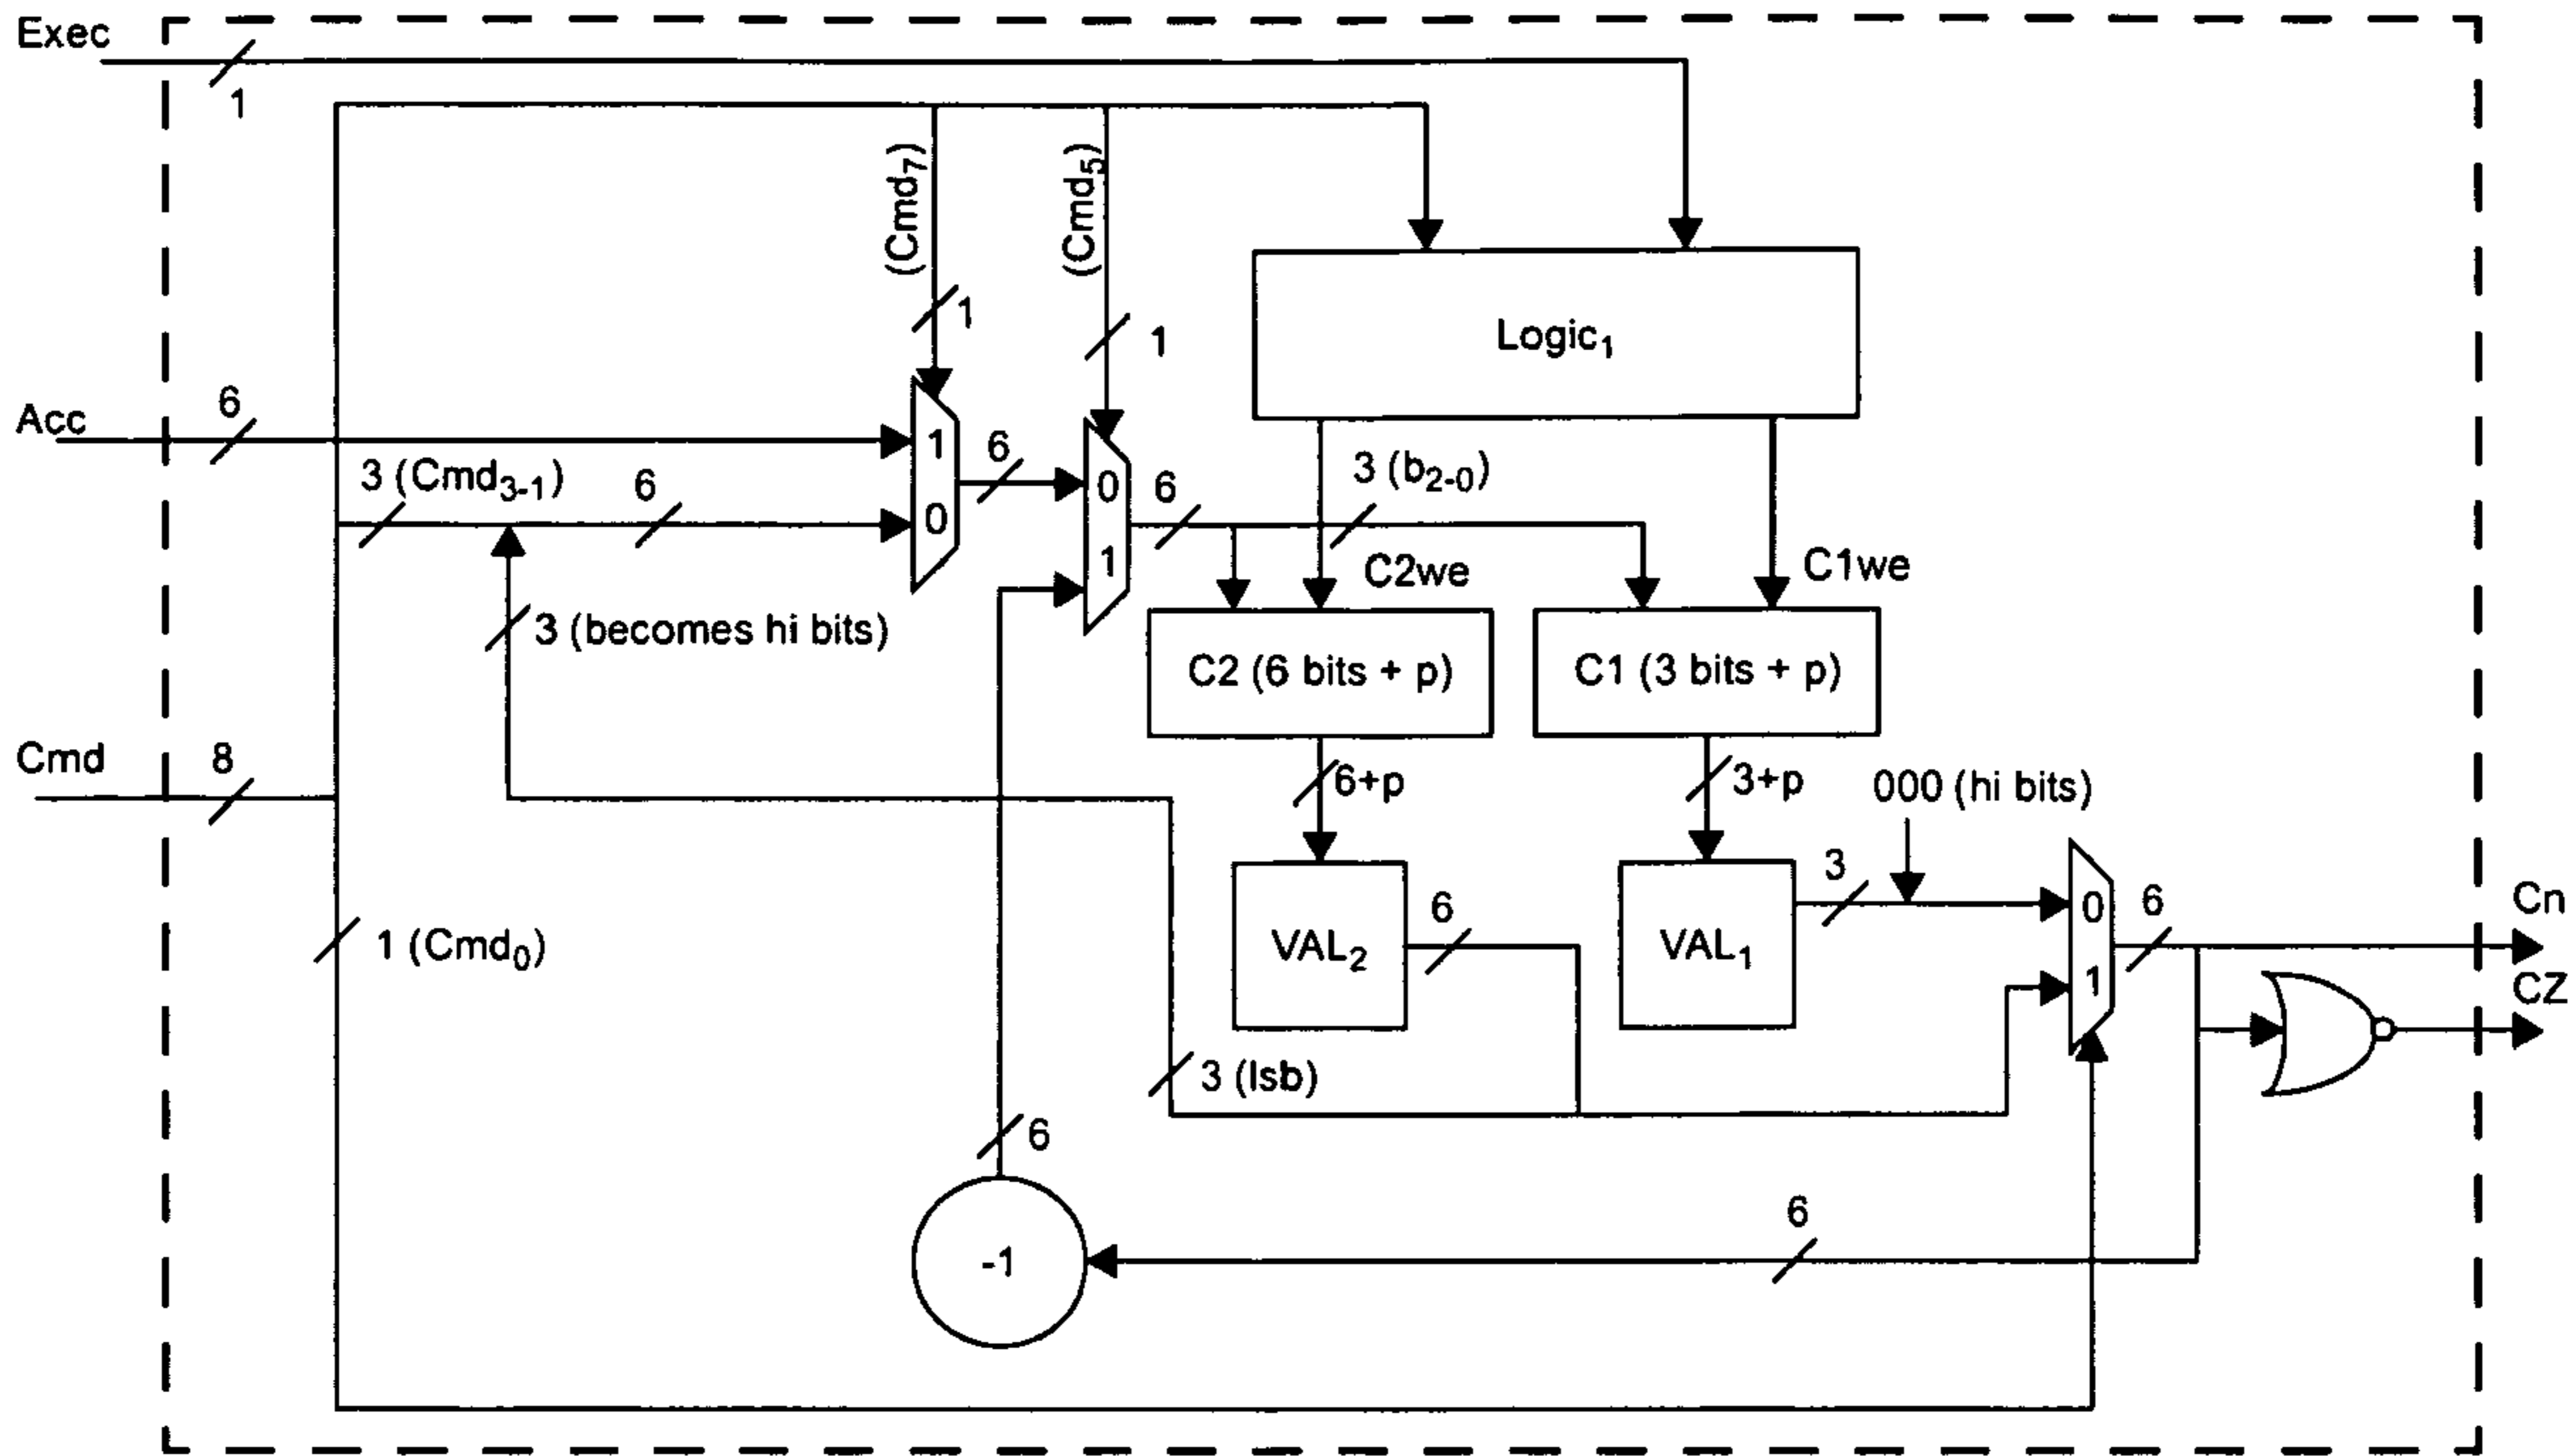 Exec
1
(Cmd7)
(Cmd5)
1
1
Logic1
Acc
6
3 (Cmd3-1)
6
1
0
6
0
1
6
3 (b2-0)
C2we
C1we
3 (becomes hi bits)
C2 (6 bits + p)
C1 (3 bits + p)
Cmd
8
6+p
3+p
000 (hi bits)
1 (Cmd0)
VAL2
6
VAL1
3
0
1
6
Cn
CZ
3 (lsb)
6
-1
6